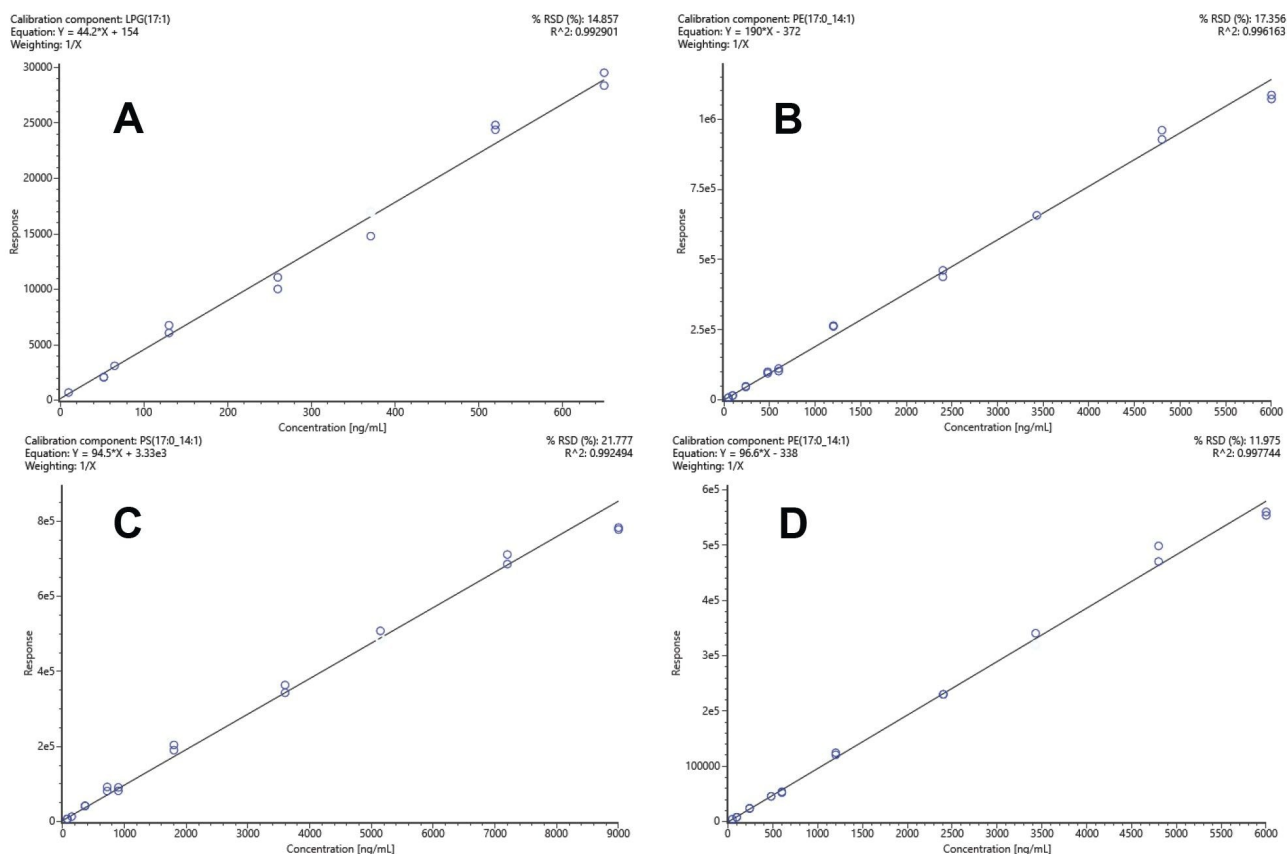 Calibration component: LPG(17:1)
Equation: Y = 44.2*X + 154
Weighting: 1/X
% RSD (%): 14.857
R^2: 0.992901
A
30000
25000
20000
15000
10000
5000
0
Response
0 100 200 300 400 500 600
Concentration [ng/mL]
Calibration component: PE(17:0_14:1)
Equation: Y = 190*X - 372
Weighting: 1/X
% RSD (%): 17.356
R^2: 0.996163
B
1e6
7.5e5
5e5
2.5e5
0
Response
0 500 1000 1500 2000 2500 3000 3500 4000 4500 5000 5500 6000
Concentration [ng/mL]
Calibration component: PS(17:0_14:1)
Equation: Y = 94.5*X + 3.33e3
Weighting: 1/X
% RSD (%): 21.777
R^2: 0.992494
C
8e5
6e5
4e5
2e5
0
Response
0 1000 2000 3000 4000 5000 6000 7000 8000 9000
Concentration [ng/mL]
Calibration component: PE(17:0_14:1)
Equation: Y = 96.6*X - 338
Weighting: 1/X
% RSD (%): 11.975
R^2: 0.997744
D
6e5
5e5
4e5
3e5
2e5
100000
0
Response
0 500 1000 1500 2000 2500 3000 3500 4000 4500 5000 5500 6000
Concentration [ng/mL]